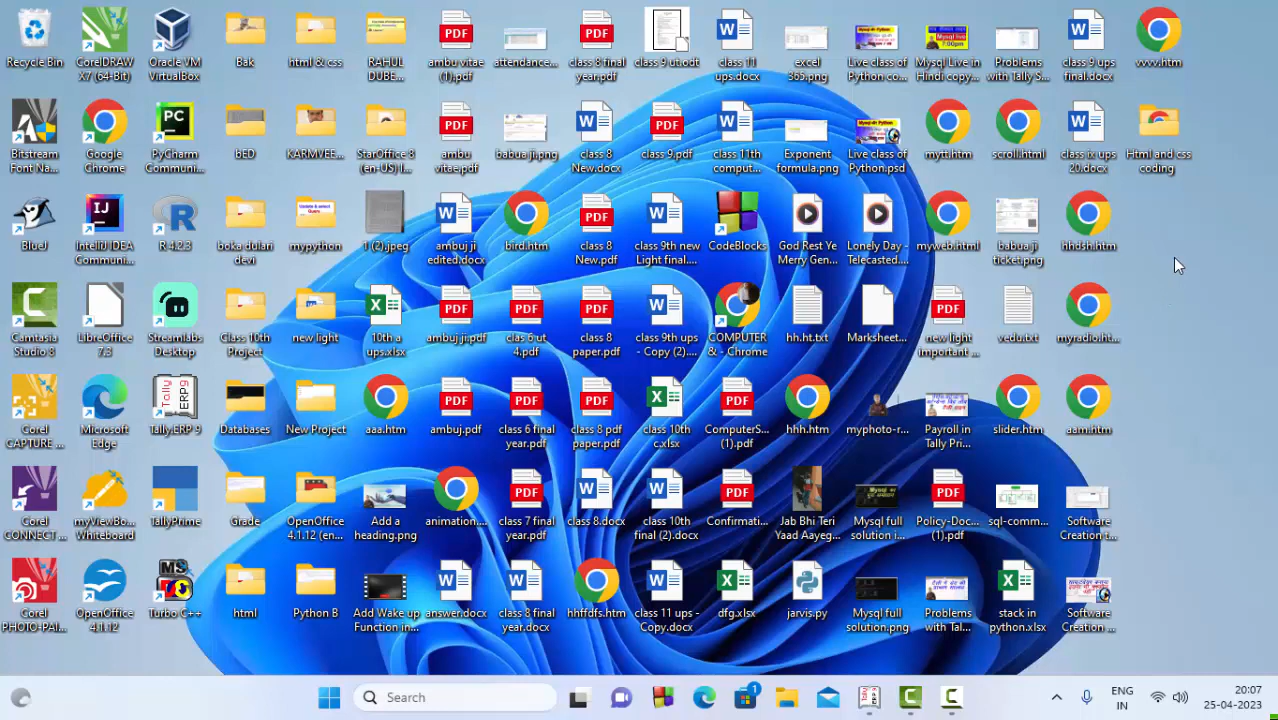 Recycle Bin
CorelDRAW
X7 (64-Bit)
Oracle VM
VirtualBox
Bak
html & css
RAHUL
DUBE...
ambu vitae
(1).pdf
attendance...
class 8 final
year.pdf
class 9 ut.odt
class 11
ups.docx
excel
365.png
Live class of
Python co...
Mysql Live in
Hindi copy...
Problems
with Tally S...
class 9 ups
final.docx
vvvv.htm
Bitstream
Font Na...
Google
Chrome
PyCharm
Communi...
bED
KARMVEE...
StarOffice 8
(en-US) I...
ambu
vitae.pdf
babua ji.png
class 8
New.docx
class 9.pdf
class 11th
comput...
Exponent
formula.png
Live class of
Python.psd
mytt.htm
scroll.html
class ix ups
20.docx
Html and css
coding
BlueJ
IntelliJ IDEA
Communi...
R 4.2.3
boka dulari
devi
mypython
1 (2).jpeg
ambuj ji
edited.docx
bird.htm
class 8
New.pdf
class 9th new
Light final....
CodeBlocks
God Rest Ye
Merry Gen...
Lonely Day -
Telecasted....
myweb.html
babua ji
ticket.png
hhdsh.htm
Camtasia
Studio 8
LibreOffice
7.3
Streamlabs
Desktop
Class 10th
Project
new light
10th a
ups.xlsx
ambuj ji.pdf
clas 6 ut
4.pdf
class 8
paper.pdf
class 9th ups
- Copy (2)....
COMPUTER
& - Chrome
hh.ht.txt
Marksheet...
new light
important ...
vedu.txt
myradio.ht...
Corel
CAPTURE ...
Microsoft
Edge
Tally.ERP 9
Databases
New Project
aaa.htm
ambuj.pdf
class 6 final
year.pdf
class 8 pdf
paper.pdf
class 10th
c.xlsx
ComputerS...
(1).pdf
hhh.htm
myphoto-r...
Payroll in
Tally Pri...
slider.htm
aam.htm
Corel
CONNECT ...
myViewBo...
Whiteboard
TallyPrime
Grade
OpenOffice
4.1.12 (en...
Add a
heading.png
animation....
class 7 final
year.pdf
class 8.docx
class 10th
final (2).docx
Confirmati...
Jab Bhi Teri
Yaad Aayeg...
Mysql full
solution i...
Policy-Doc...
(1).pdf
sql-comm...
Software
Creation t...
Corel
PHOTO-PAI...
OpenOffice
4.1.12
Turbo C++
html
Python B
Add Wake up
Function in...
answer.docx
class 8 final
year.docx
hhffdfs.htm
class 11 ups -
Copy.docx
dfg.xlsx
jarvis.py
Mysql full
solution.png
Problems
with Tal...
stack in
python.xlsx
Software
Creation ...
Search
ENG
IN
20:07
25-04-2023